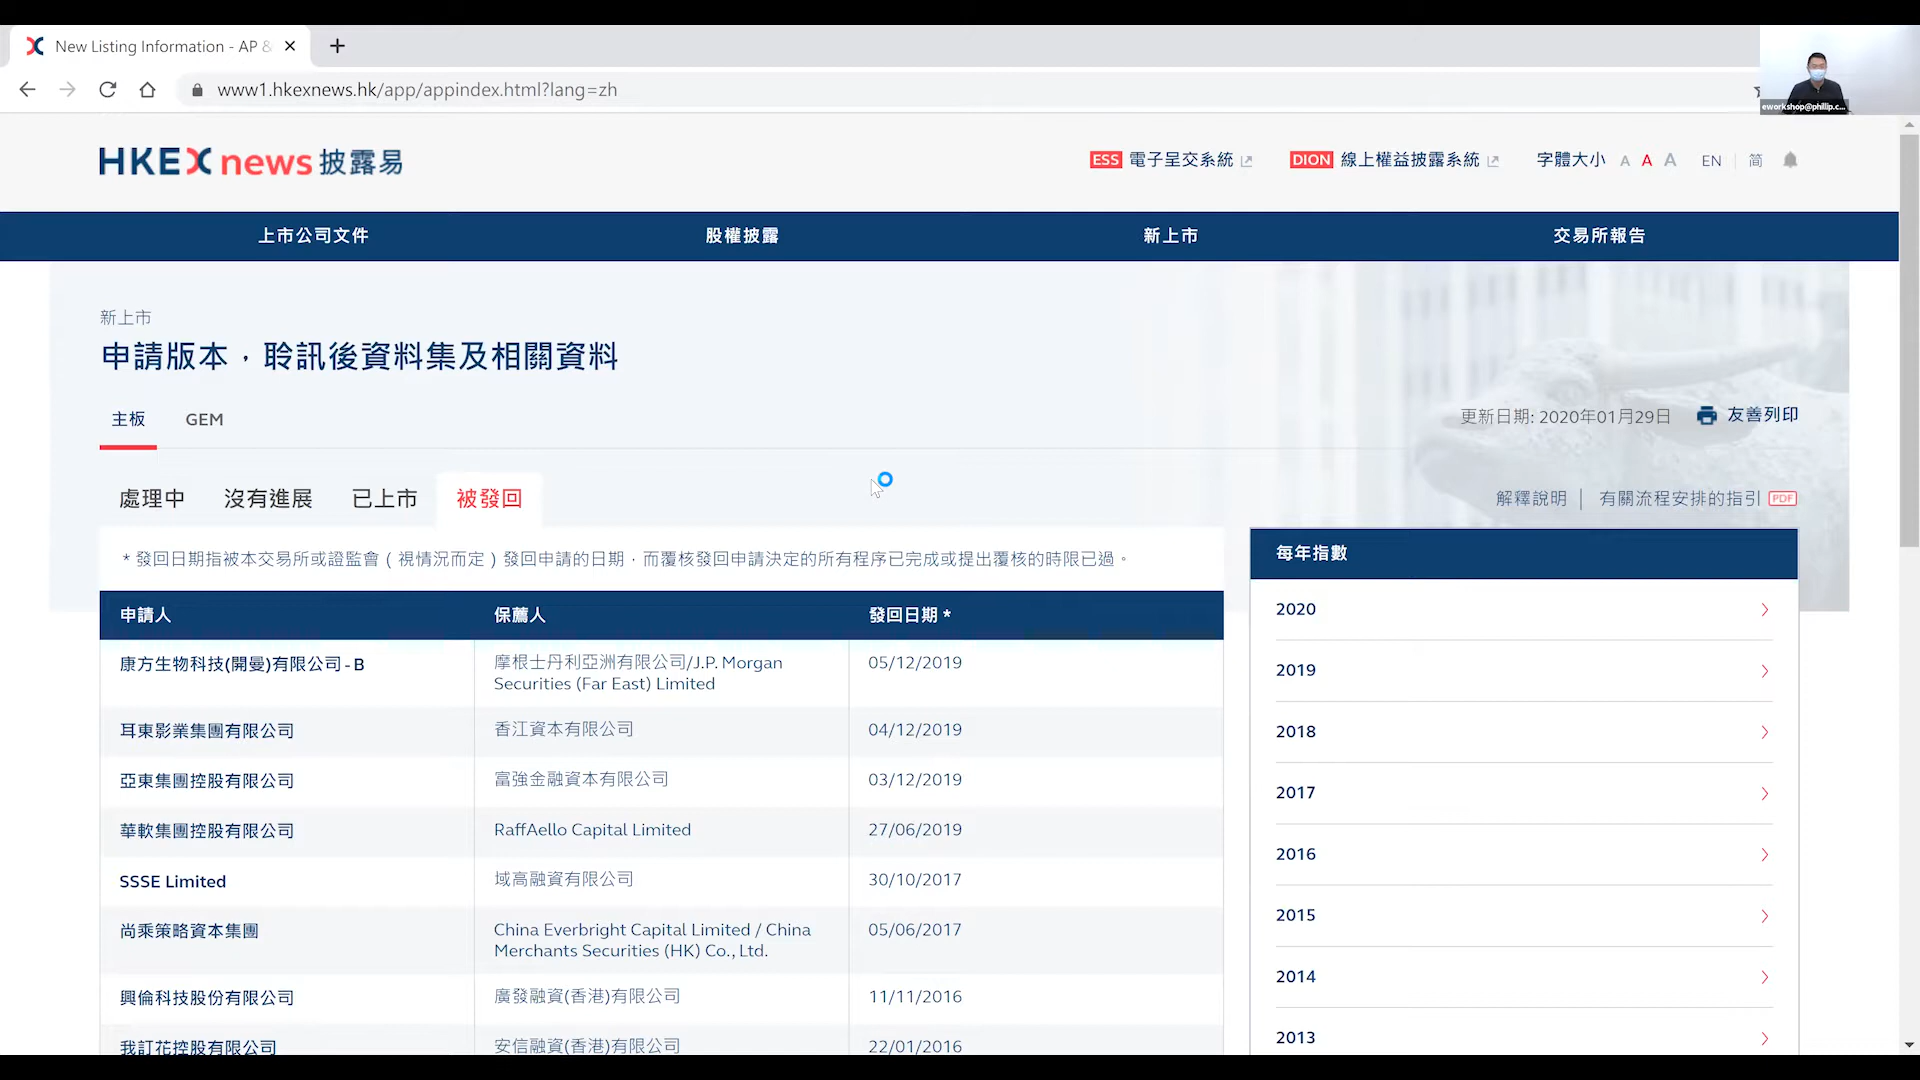 New Listing Information - AP &
www1.hkexnews.hk/app/appindex.html?lang=zh
eworkshop@phillip.c...
HKEX news 披露易
ESS 電子呈交系統
DION 線上權益披露系統
字體大小 A A A
EN
简
上市公司文件
股權披露
新上市
交易所報告
新上市
申請版本，聆訊後資料集及相關資料
主板
GEM
更新日期: 2020年01月29日
友善列印
處理中
沒有進展
已上市
被發回
解釋說明
有關流程安排的指引 PDF
* 發回日期指被本交易所或證監會（視情況而定）發回申請的日期，而覆核發回申請決定的所有程序已完成或提出覆核的時限已過。
申請人 保薦人 發回日期 *
康方生物科技(開曼)有限公司 - B 摩根士丹利亞洲有限公司/J.P. Morgan 05/12/2019
Securities (Far East) Limited
耳東影業集團有限公司 香江資本有限公司 04/12/2019
亞東集團控股有限公司 富強金融資本有限公司 03/12/2019
華軟集團控股有限公司 RaffAello Capital Limited 27/06/2019
SSSE Limited 域高融資有限公司 30/10/2017
尚乘策略資本集團 China Everbright Capital Limited / China 05/06/2017
Merchants Securities (HK) Co., Ltd.
興倫科技股份有限公司 廣發融資(香港)有限公司 11/11/2016
我訂花控股有限公司 安信融資(香港)有限公司 22/01/2016
每年指數
2020
2019
2018
2017
2016
2015
2014
2013